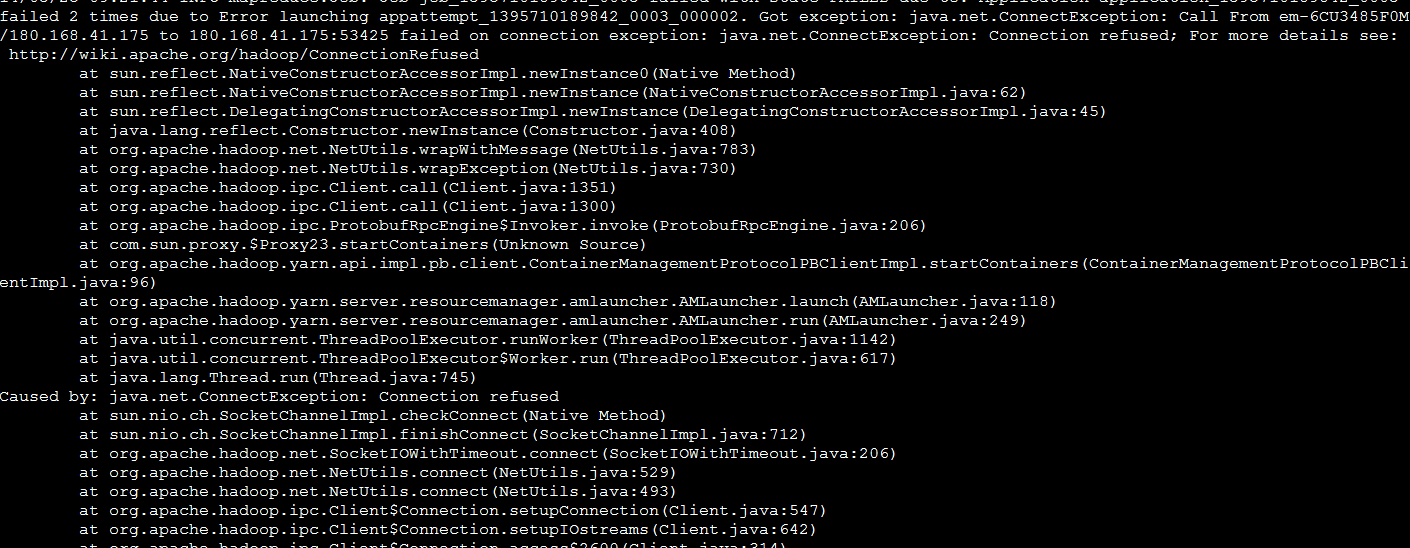 failed 2 times due to Error launching appattempt_1395710189842_0003_000002. Got exception: java.net.ConnectException: Call From em-6CU3485F0M
/180.168.41.175 to 180.168.41.175:53425 failed on connection exception: java.net.ConnectException: Connection refused; For more details see:
http://wiki.apache.org/hadoop/ConnectionRefused
at sun.reflect.NativeConstructorAccessorImpl.newInstance0(Native Method)
at sun.reflect.NativeConstructorAccessorImpl.newInstance(NativeConstructorAccessorImpl.java:62)
at sun.reflect.DelegatingConstructorAccessorImpl.newInstance(DelegatingConstructorAccessorImpl.java:45)
at java.lang.reflect.Constructor.newInstance(Constructor.java:408)
at org.apache.hadoop.net.NetUtils.wrapWithMessage(NetUtils.java:783)
at org.apache.hadoop.net.NetUtils.wrapException(NetUtils.java:730)
at org.apache.hadoop.ipc.Client.call(Client.java:1351)
at org.apache.hadoop.ipc.Client.call(Client.java:1300)
at org.apache.hadoop.ipc.ProtobufRpcEngine$Invoker.invoke(ProtobufRpcEngine.java:206)
at com.sun.proxy.$Proxy23.startContainers(Unknown Source)
at org.apache.hadoop.yarn.api.impl.pb.client.ContainerManagementProtocolPBClientImpl.startContainers(ContainerManagementProtocolPBCli
entImpl.java:96)
at org.apache.hadoop.yarn.server.resourcemanager.amlauncher.AMLauncher.launch(AMLauncher.java:118)
at org.apache.hadoop.yarn.server.resourcemanager.amlauncher.AMLauncher.run(AMLauncher.java:249)
at java.util.concurrent.ThreadPoolExecutor.runWorker(ThreadPoolExecutor.java:1142)
at java.util.concurrent.ThreadPoolExecutor$Worker.run(ThreadPoolExecutor.java:617)
at java.lang.Thread.run(Thread.java:745)
Caused by: java.net.ConnectException: Connection refused
at sun.nio.ch.SocketChannelImpl.checkConnect(Native Method)
at sun.nio.ch.SocketChannelImpl.finishConnect(SocketChannelImpl.java:712)
at org.apache.hadoop.net.SocketIOWithTimeout.connect(SocketIOWithTimeout.java:206)
at org.apache.hadoop.net.NetUtils.connect(NetUtils.java:529)
at org.apache.hadoop.net.NetUtils.connect(NetUtils.java:493)
at org.apache.hadoop.ipc.Client$Connection.setupConnection(Client.java:547)
at org.apache.hadoop.ipc.Client$Connection.setupIOstreams(Client.java:642)